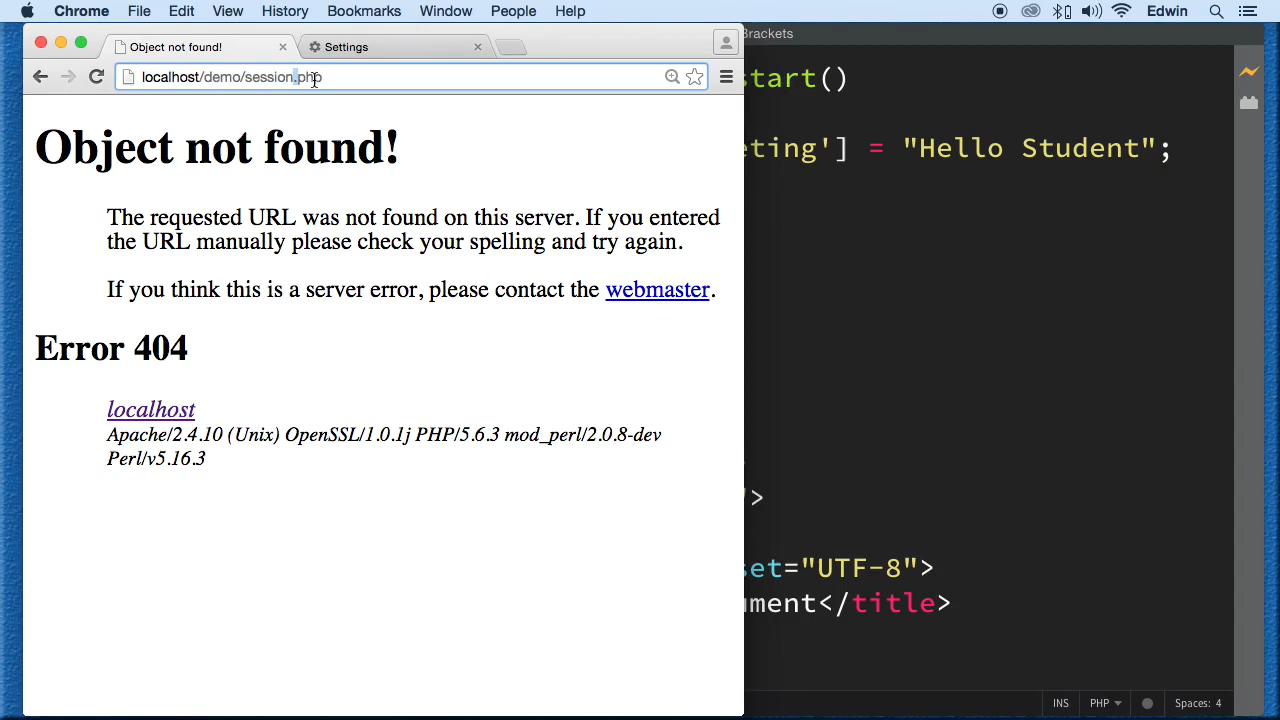 Chrome File Edit View History Bookmarks Window People Help Edwin
Object not found! Settings Brackets
localhost/demo/session.php
Object not found!
The requested URL was not found on this server. If you entered
the URL manually please check your spelling and try again.
If you think this is a server error, please contact the webmaster.
Error 404
localhost
Apache/2.4.10 (Unix) OpenSSL/1.0.1j PHP/5.6.3 mod_perl/2.0.8-dev
Perl/v5.16.3
start()
eting'] = "Hello Student";
>
et="UTF-8">
ument</title>
INS PHP Spaces: 4